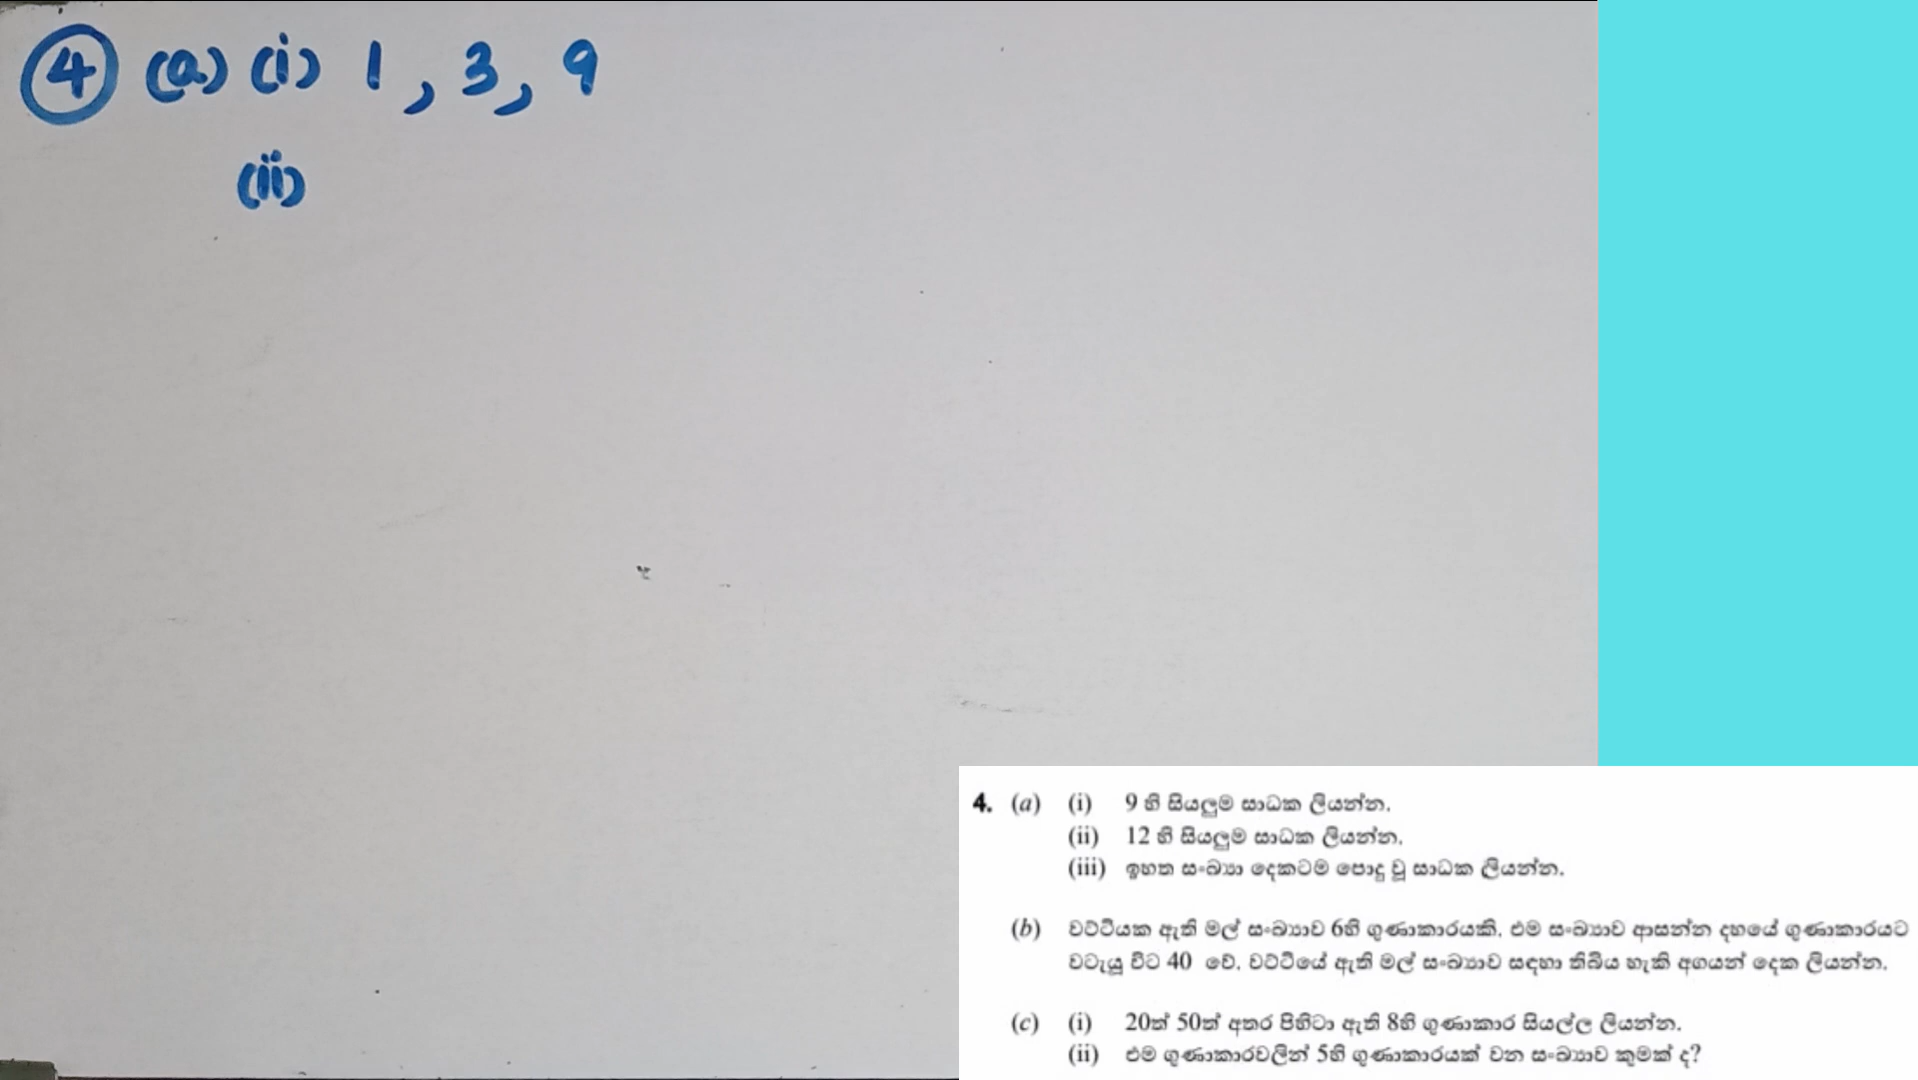 ④ (a) (i) 1 , 3 , 9
(ii)
4. (a) (i) 9 හි සියලුම සාධක ලියන්න.
(ii) 12 හි සියලුම සාධක ලියන්න.
(iii) ඉහත සංඛ්‍යා දෙකටම පොදු වූ සාධක ලියන්න.
(b) වට්ටියක ඇති මල් සංඛ්‍යාව 6හි ගුණාකාරයකි. එම සංඛ්‍යාව ආසන්න දහයේ ගුණාකාරයට
වටැයූ විට 40 වේ. වට්ටියේ ඇති මල් සංඛ්‍යාව සඳහා තිබිය හැකි අගයන් දෙක ලියන්න.
(c) (i) 20ත් 50ත් අතර පිහිටා ඇති 8හි ගුණාකාර සියල්ල ලියන්න.
(ii) එම ගුණාකාරවලින් 5හි ගුණාකාරයක් වන සංඛ්‍යාව කුමක් ද?